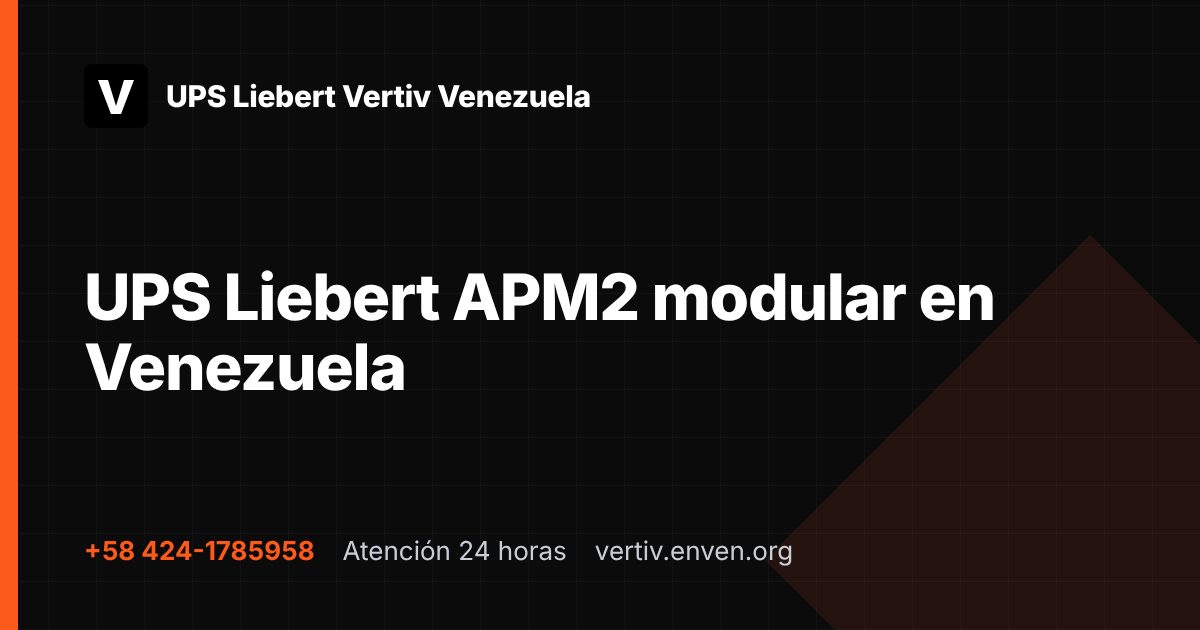 V
UPS Liebert Vertiv Venezuela
UPS Liebert APM2 modular en
Venezuela
+58 424-1785958 Atención 24 horas vertiv.enven.org